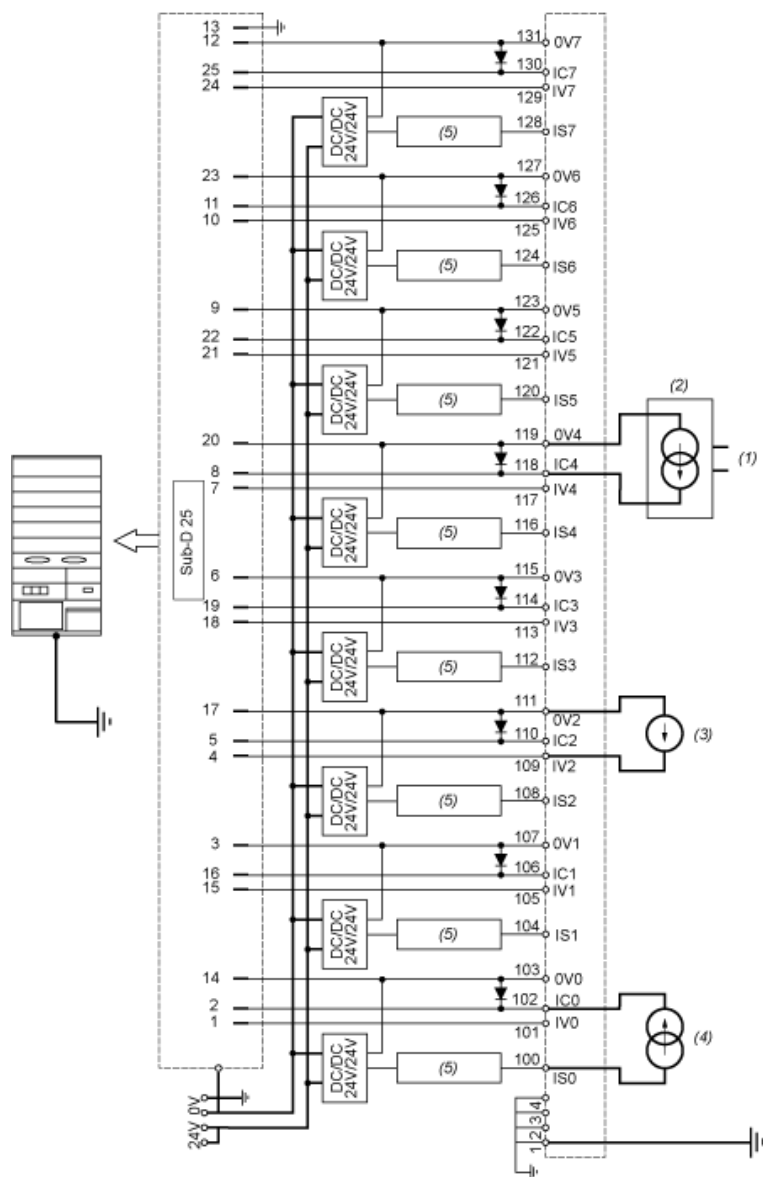 13
12
131
0V7
25
130
IC7
24
IV7
129
DC/DC
24V/24V
(5)
128
IS7
23
127
0V6
11
126
IC6
10
IV6
125
DC/DC
24V/24V
(5)
124
IS6
9
123
0V5
22
122
IC5
21
IV5
121
DC/DC
24V/24V
(5)
120
IS5
(2)
20
119
0V4
(1)
8
118
IC4
7
IV4
117
Sub-D 25
DC/DC
24V/24V
(5)
116
IS4
6
115
0V3
19
114
IC3
18
IV3
113
DC/DC
24V/24V
(5)
112
IS3
17
111
0V2
(3)
5
110
IC2
4
109
IV2
DC/DC
24V/24V
(5)
108
IS2
3
107
0V1
16
106
IC1
15
IV1
105
DC/DC
24V/24V
(5)
104
IS1
14
103
0V0
2
102
IC0
1
IV0
101
(4)
DC/DC
24V/24V
(5)
100
IS0
0V
24V
4
3
2
1